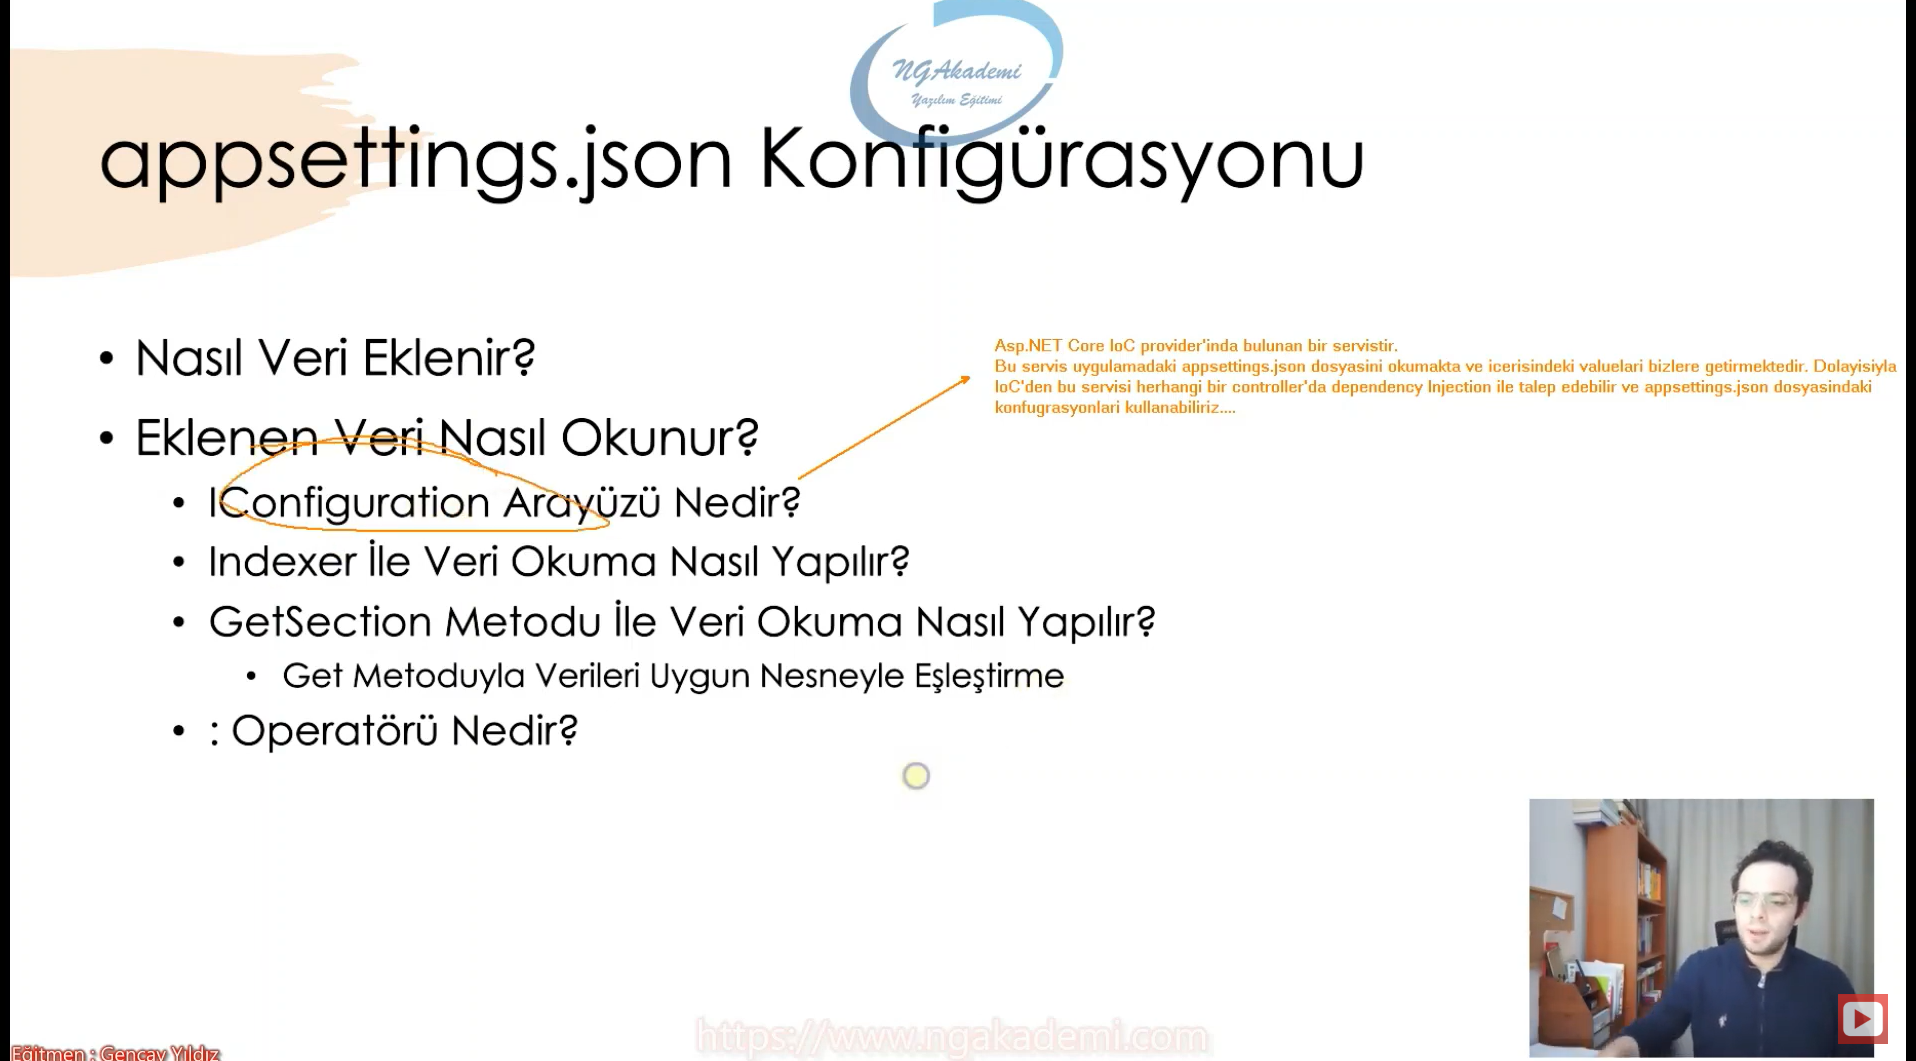 NGAkademi
Yazılım Eğitimi
appsettings.json Konfigürasyonu
• Nasıl Veri Eklenir?
• Eklenen Veri Nasıl Okunur?
• IConfiguration Arayüzü Nedir?
• Indexer İle Veri Okuma Nasıl Yapılır?
• GetSection Metodu İle Veri Okuma Nasıl Yapılır?
• Get Metoduyla Verileri Uygun Nesneyle Eşleştirme
• : Operatörü Nedir?
Asp.NET Core IoC provider'inda bulunan bir servistir.
Bu servis uygulamadaki appsettings.json dosyasini okumakta ve icerisindeki valuelari bizlere getirmektedir. Dolayisiyla
IoC'den bu servisi herhangi bir controller'da dependency Injection ile talep edebilir ve appsettings.json dosyasindaki
konfugrasyonlari kullanabiliriz....
https://www.ngakademi.com
Eğitmen : Gençay Yıldız